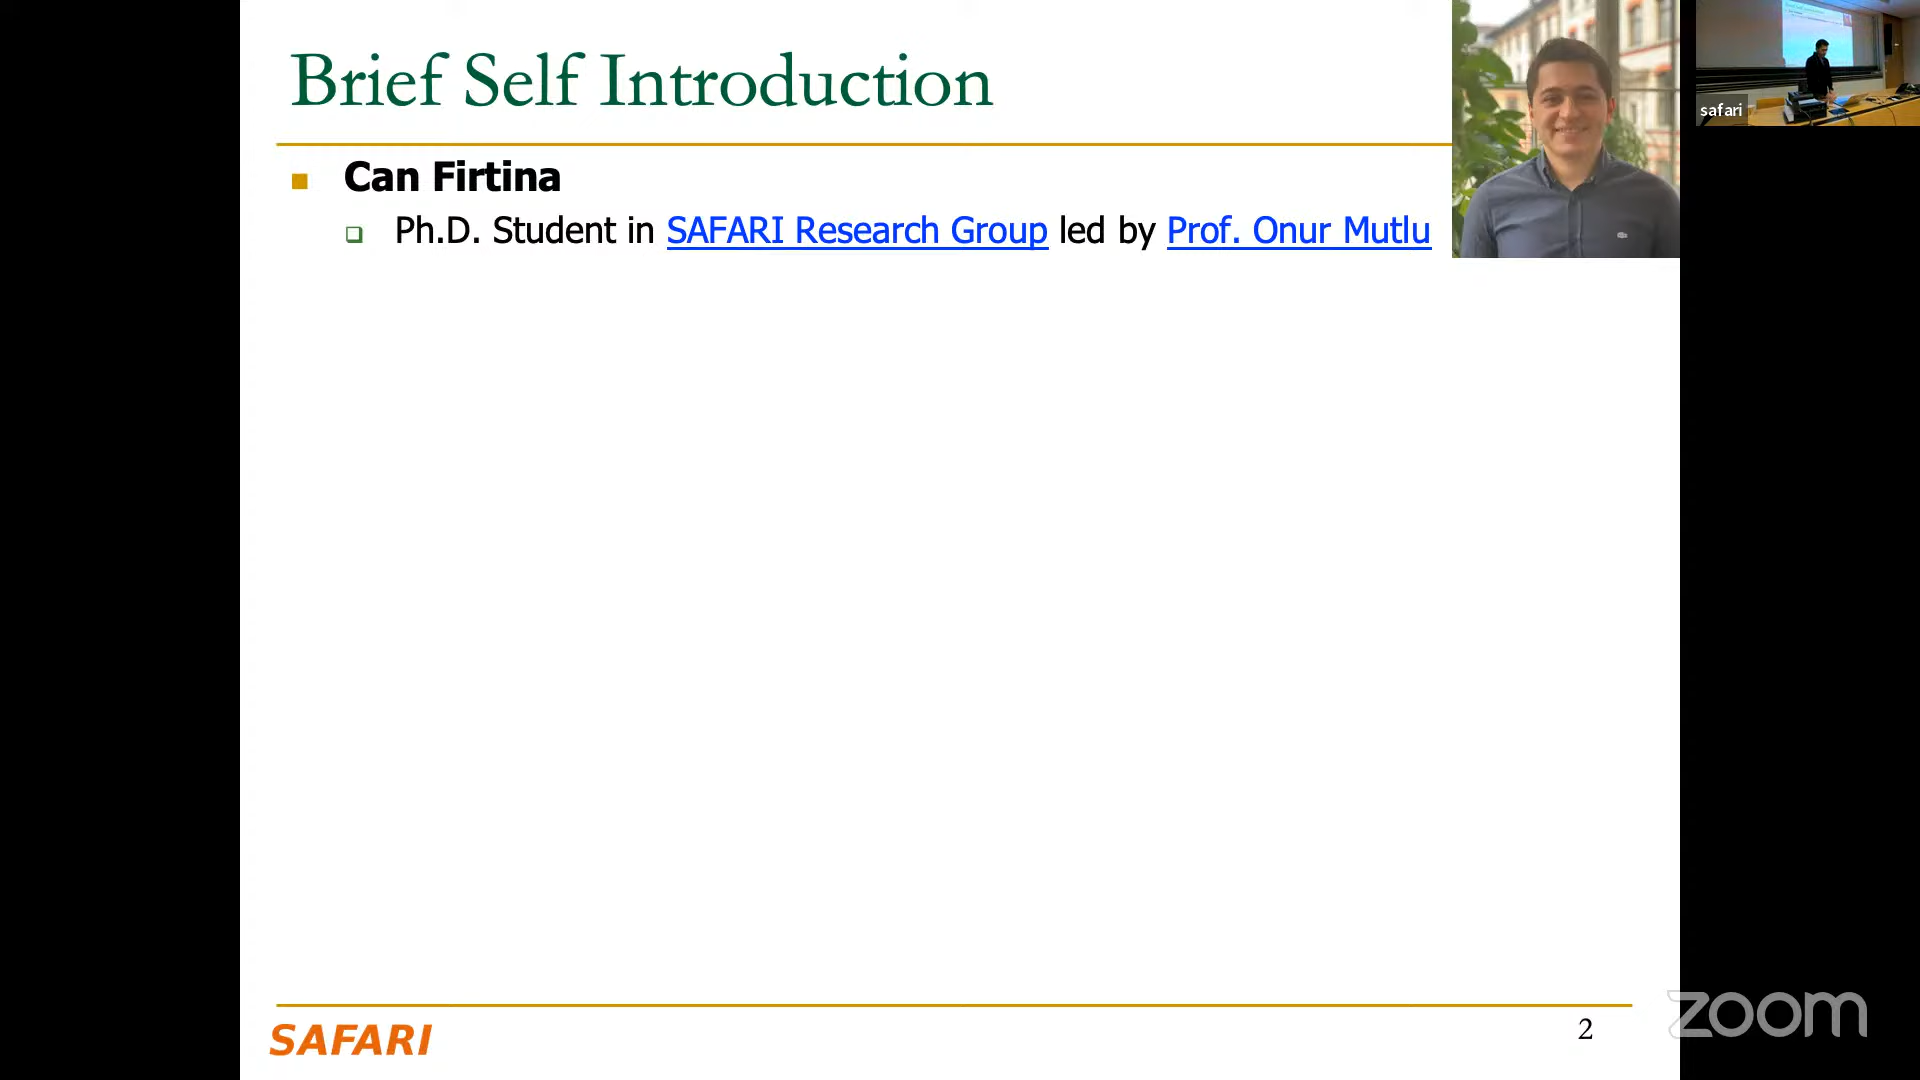 Brief Self Introduction
Can Firtina
Ph.D. Student in SAFARI Research Group led by Prof. Onur Mutlu
safari
SAFARI
2
zoom